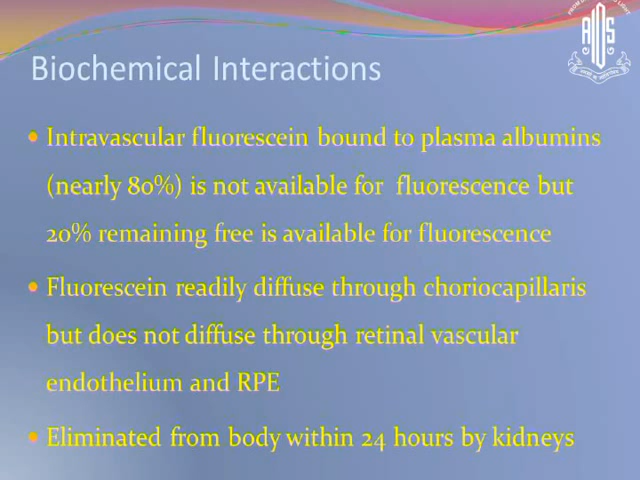 Biochemical Interactions
Intravascular fluorescein bound to plasma albumins
(nearly 80%) is not available for fluorescence but
20% remaining free is available for fluorescence
Fluorescein readily diffuse through choriocapillaris
but does not diffuse through retinal vascular
endothelium and RPE
Eliminated from body within 24 hours by kidneys